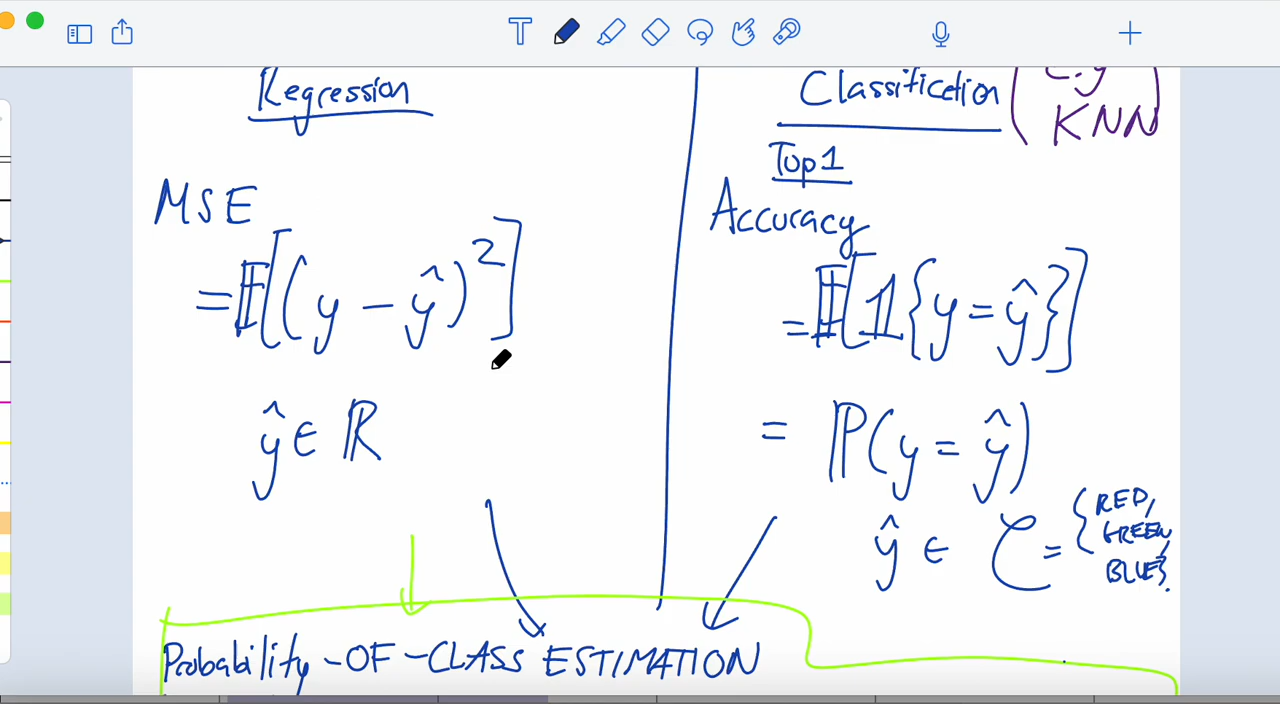 Regression
MSE
= 𝔼[(y − ŷ)²]
ŷ ∈ ℝ
Classification
KNN
Top1
Accuracy
= 𝔼[𝟙{y = ŷ}]
= ℙ(y = ŷ)
ŷ ∈ 𝒞 = {RED,
GREEN,
BLUE}.
Probability-OF-CLASS ESTIMATION